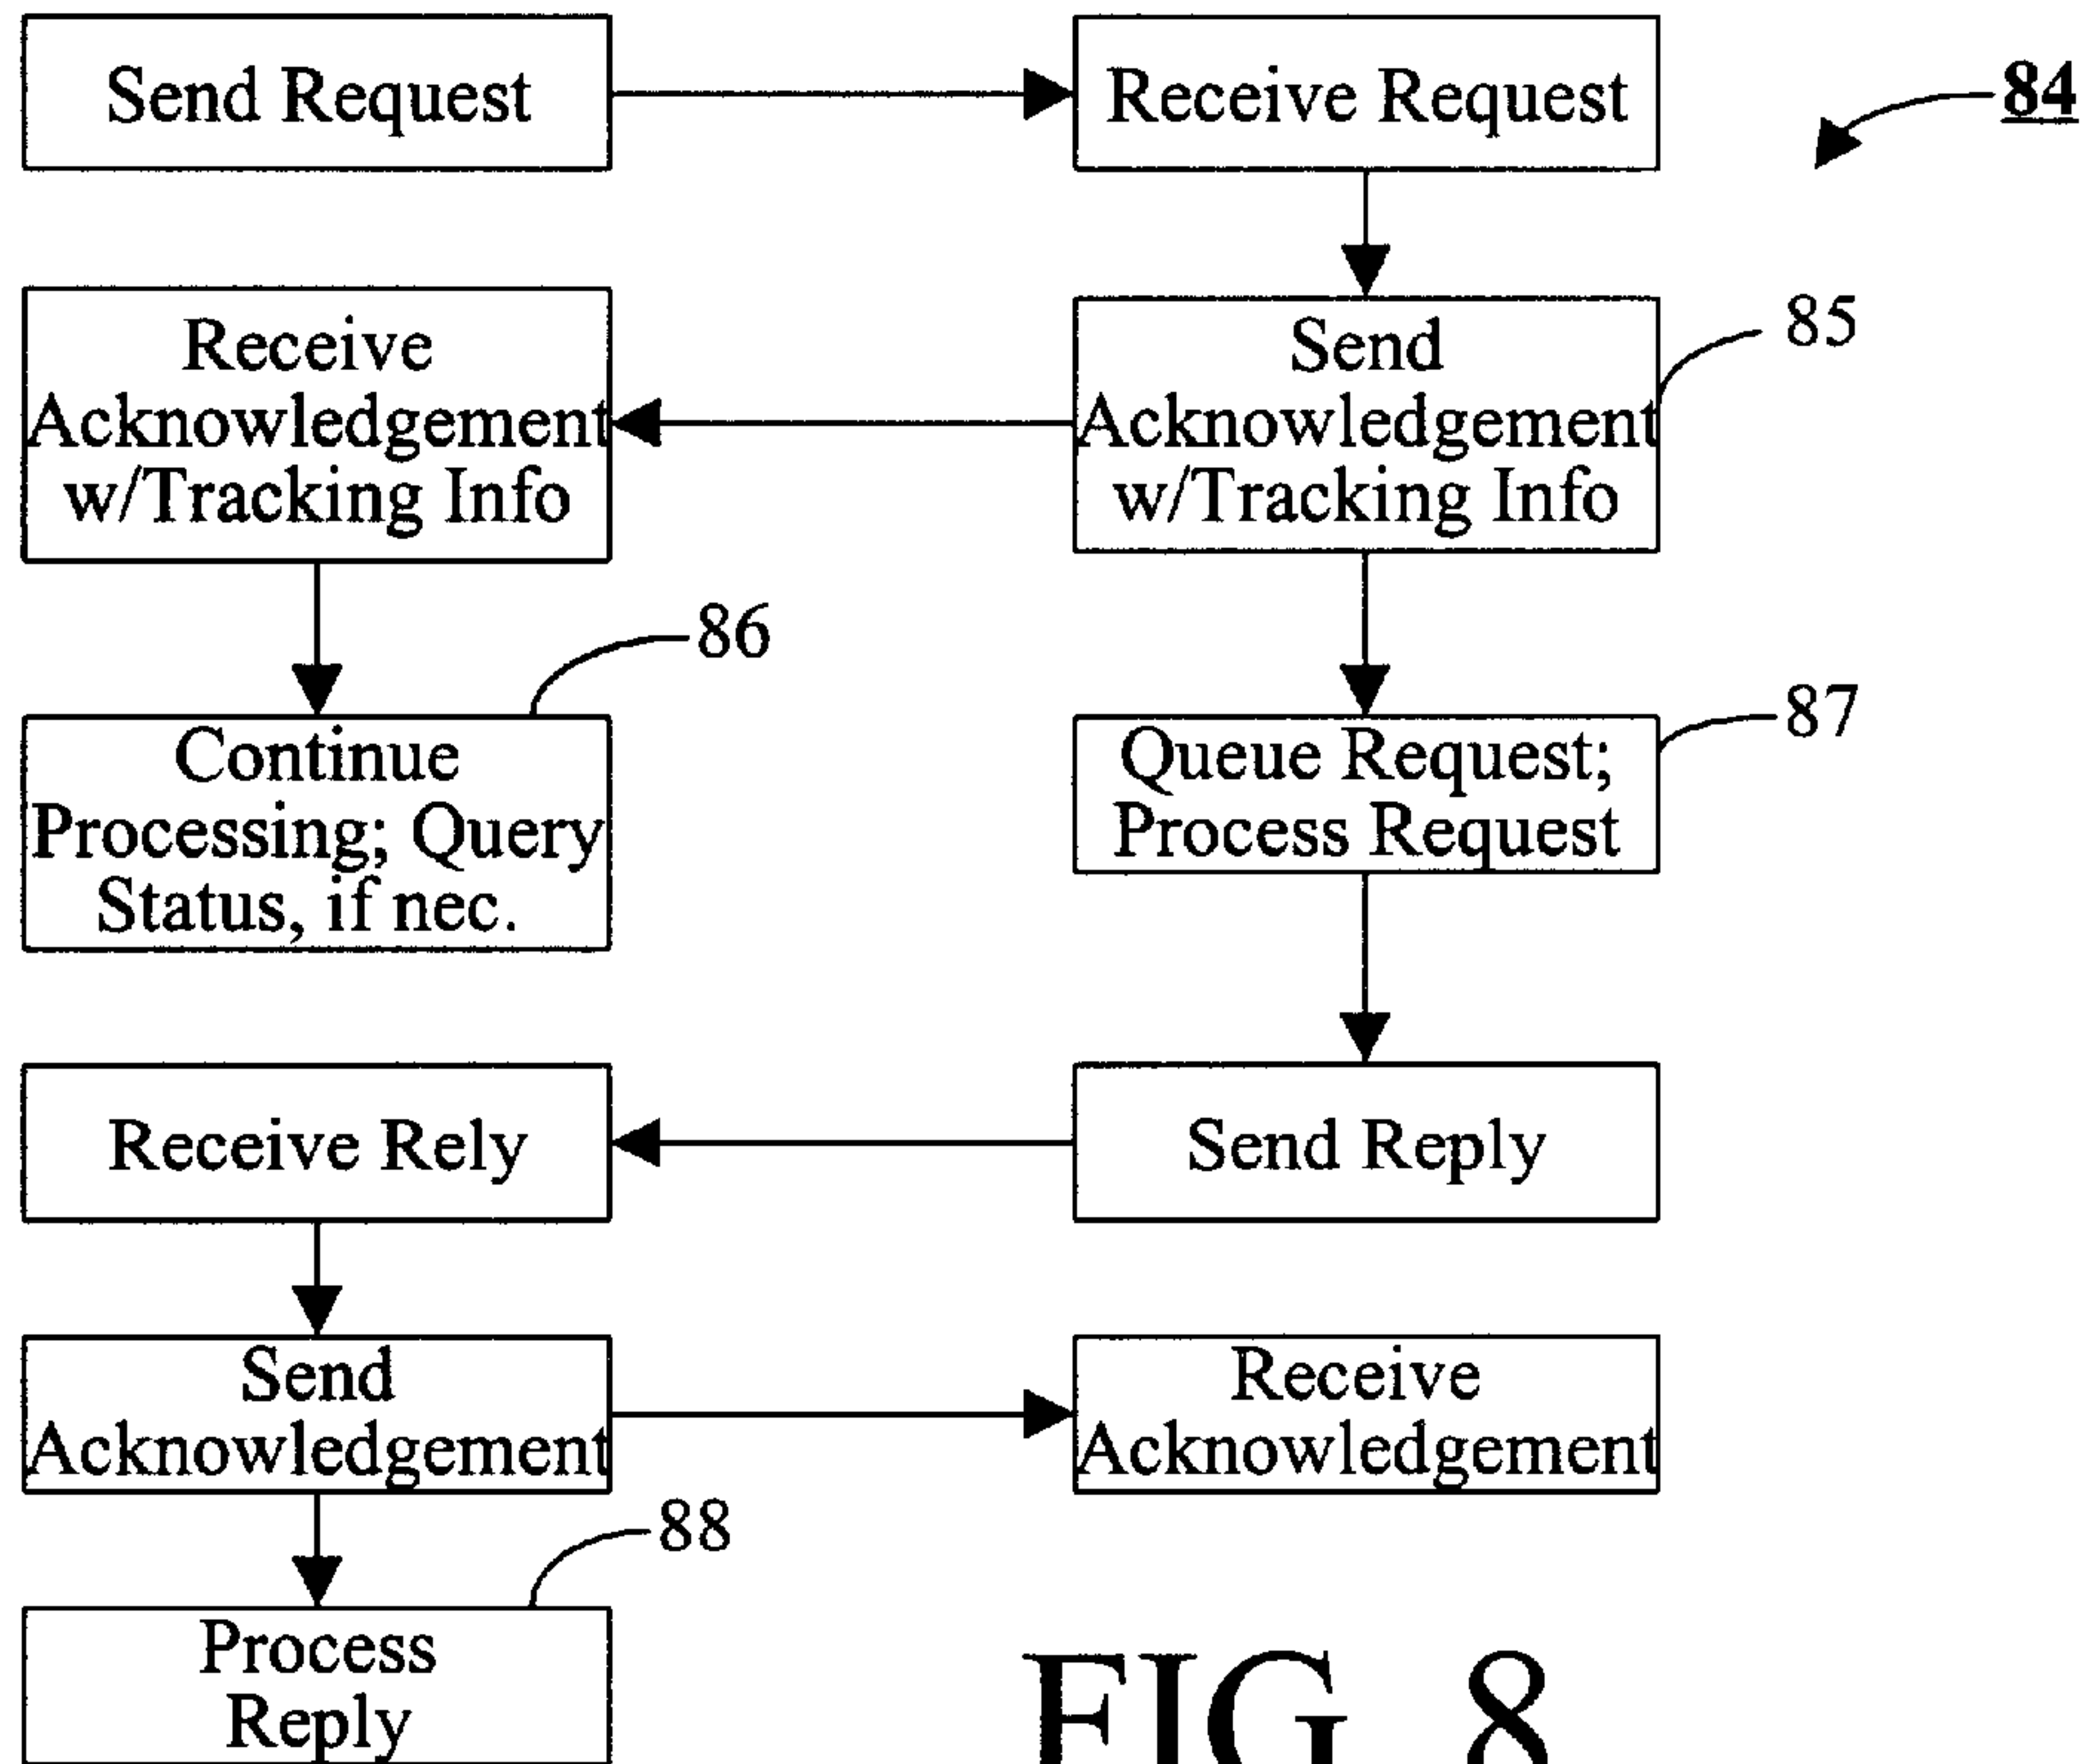 Send Request
Receive Request
84
Receive
Acknowledgement
w/Tracking Info
Send
Acknowledgement
w/Tracking Info
85
86
Continue
Processing; Query
Status, if nec.
Queue Request;
Process Request
87
Receive Rely
Send Reply
Send
Acknowledgement
Receive
Acknowledgement
88
Process
Reply
FIG 8